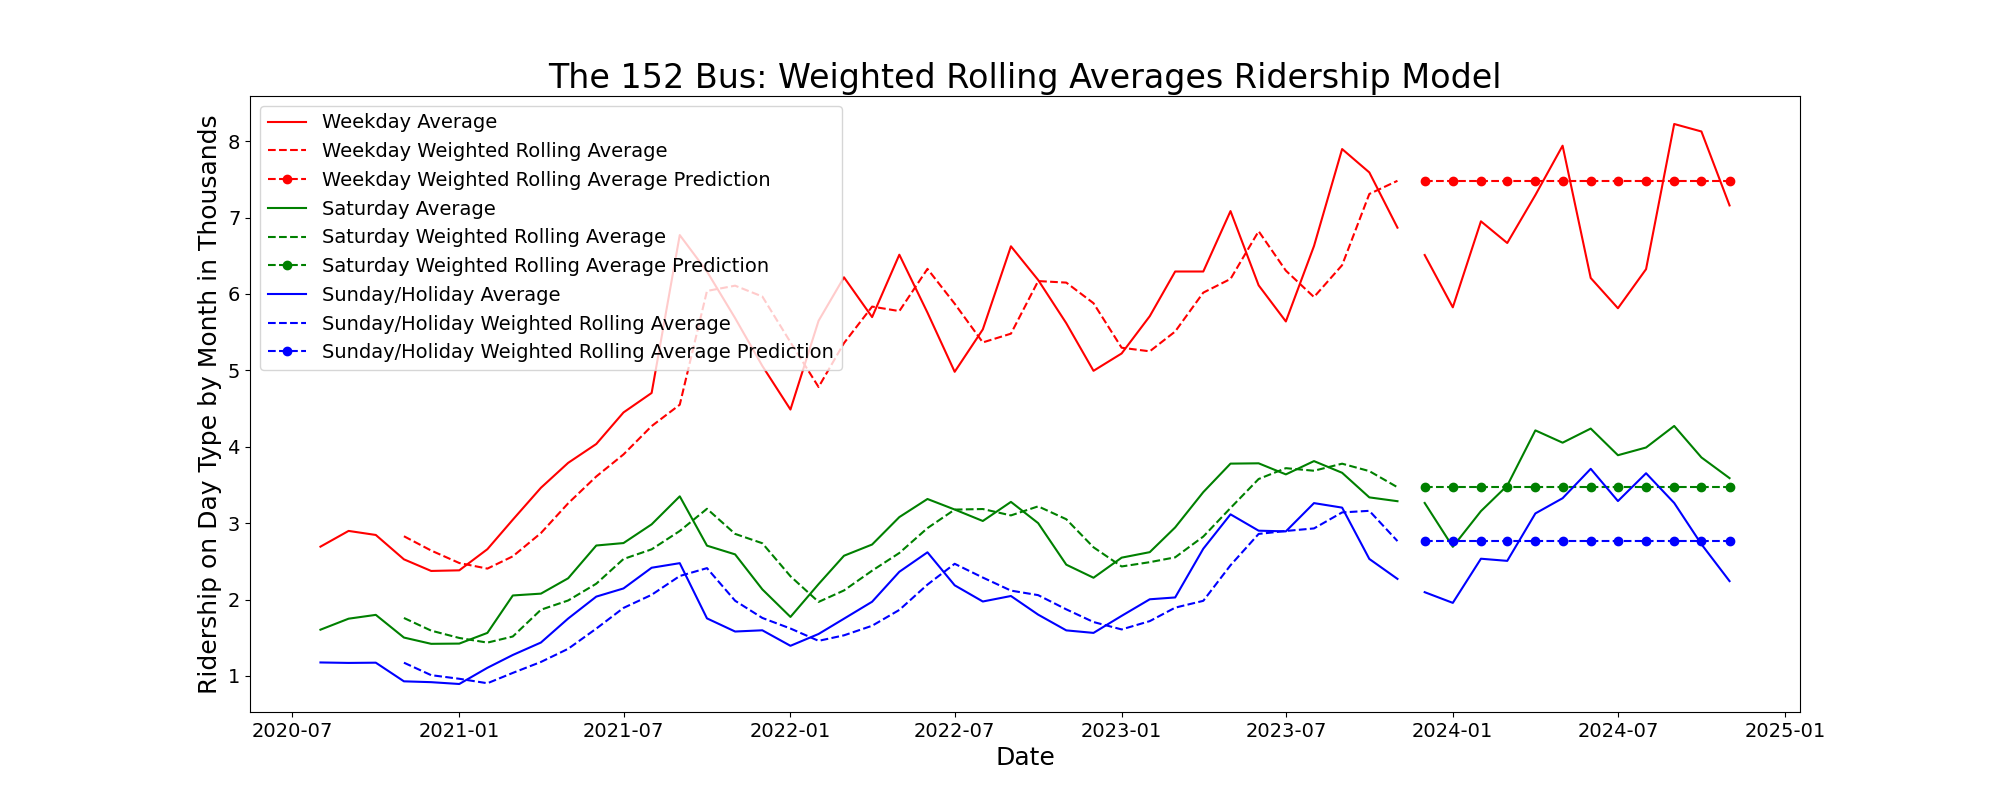 The 152 Bus: Weighted Rolling Averages Ridership Model
Ridership on Day Type by Month in Thousands
8
7
6
5
4
3
2
1
Weekday Average
Weekday Weighted Rolling Average
Weekday Weighted Rolling Average Prediction
Saturday Average
Saturday Weighted Rolling Average
Saturday Weighted Rolling Average Prediction
Sunday/Holiday Average
Sunday/Holiday Weighted Rolling Average
Sunday/Holiday Weighted Rolling Average Prediction
2020-07 2021-01 2021-07 2022-01 2022-07 2023-01 2023-07 2024-01 2024-07 2025-01
Date